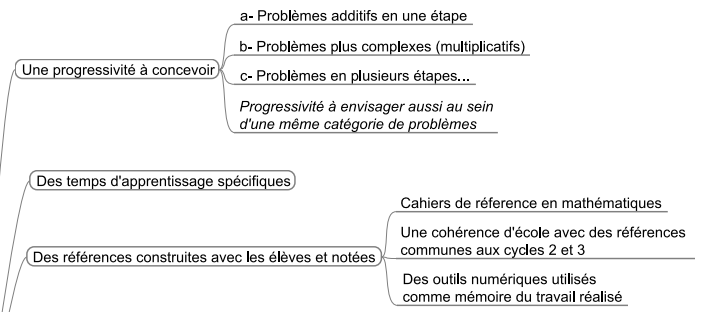 a- Problèmes additifs en une étape
b- Problèmes plus complexes (multiplicatifs)
Une progressivité à concevoir
c- Problèmes en plusieurs étapes...
Progressivité à envisager aussi au sein
d'une même catégorie de problèmes
Des temps d'apprentissage spécifiques
Cahiers de réference en mathématiques
Une cohérence d'école avec des références
communes aux cycles 2 et 3
Des références construites avec les élèves et notées
Des outils numériques utilisés
comme mémoire du travail réalisé